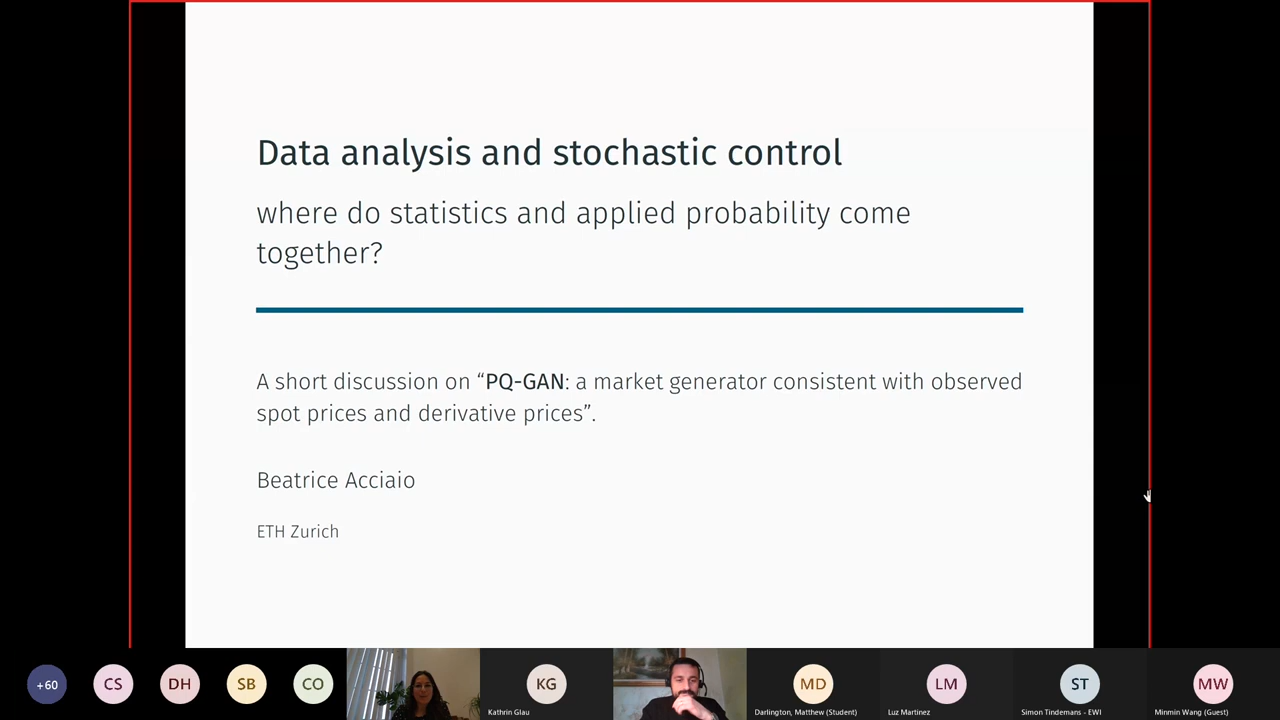 Data analysis and stochastic control
where do statistics and applied probability come
together?
A short discussion on “PQ-GAN: a market generator consistent with observed
spot prices and derivative prices”.
Beatrice Acciaio
ETH Zurich
+60
CS
DH
SB
CO
KG
Kathrin Glau
MD
Darlington, Matthew (Student)
LM
Luz Martinez
ST
Simon Tindemans - EWI
MW
Minmin Wang (Guest)